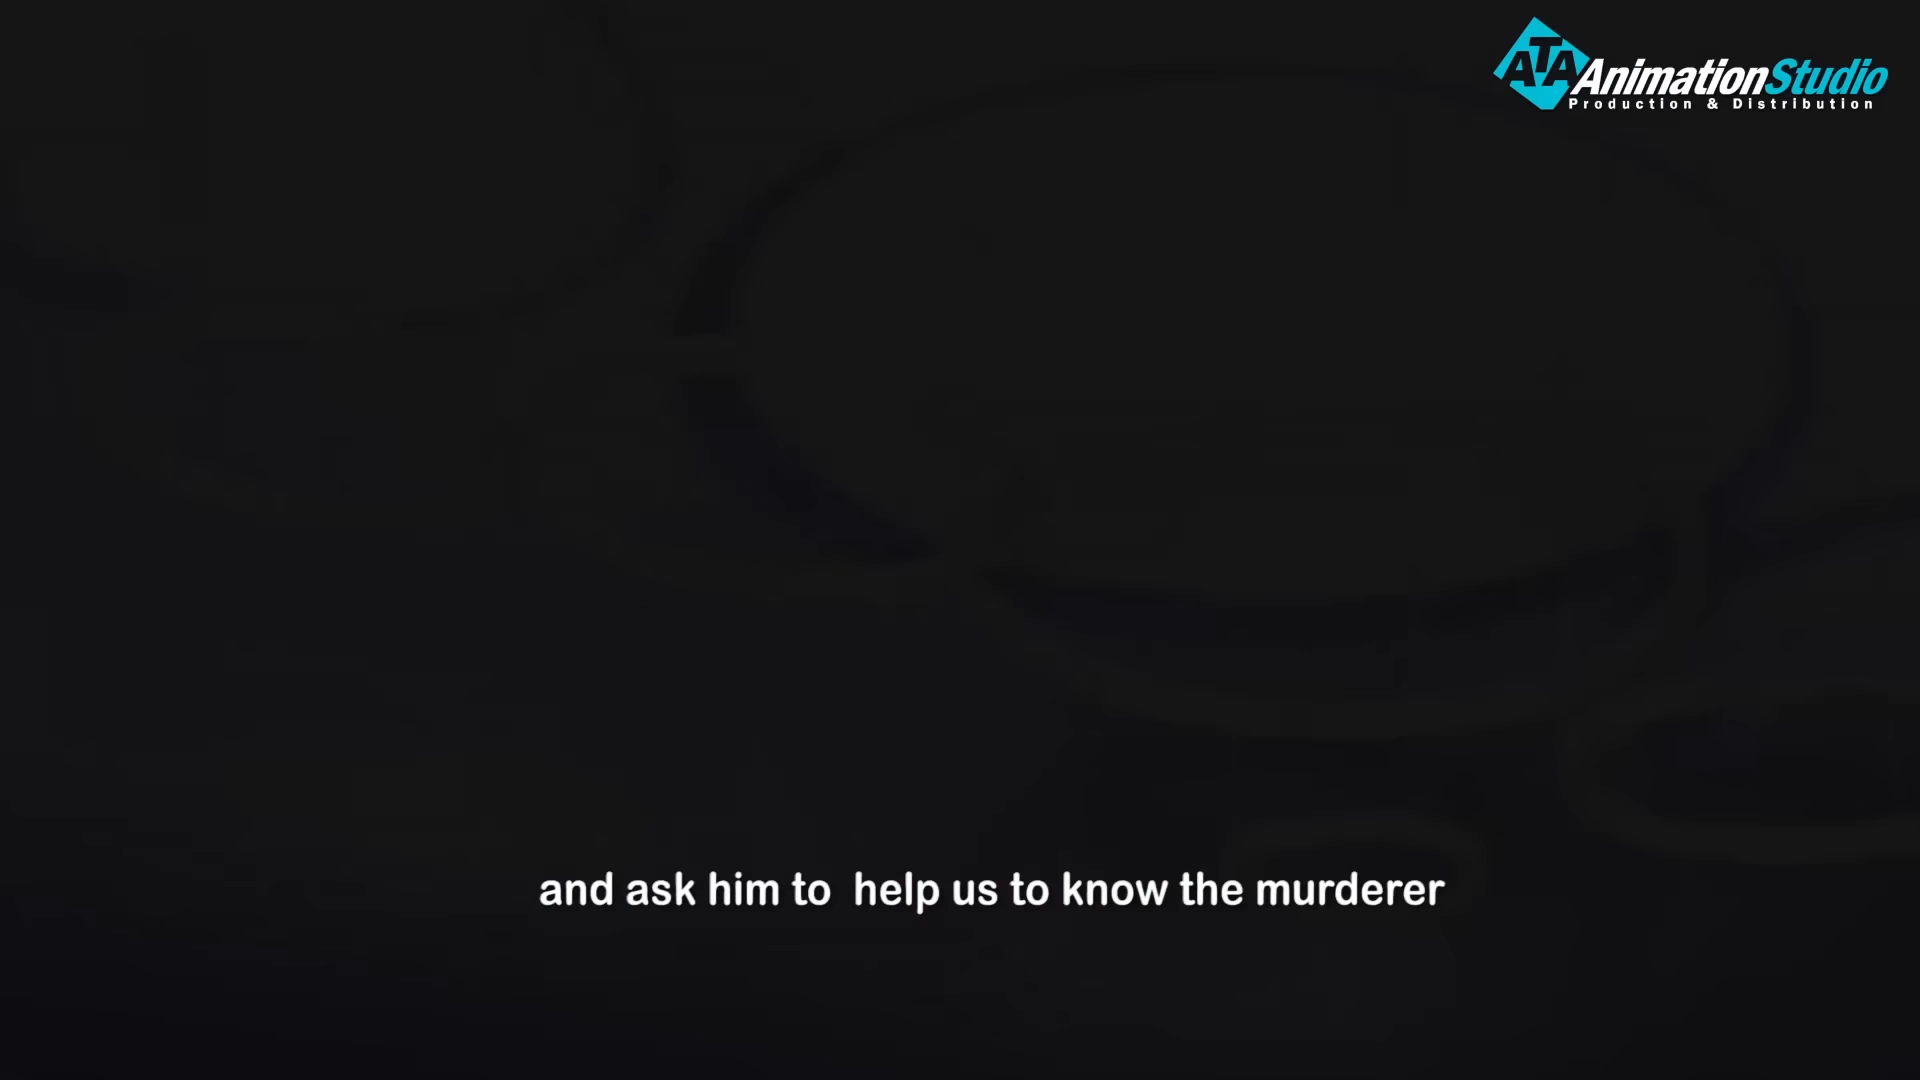 ATA AnimationStudio
Production & Distribution
and ask him to  help us to know the murderer